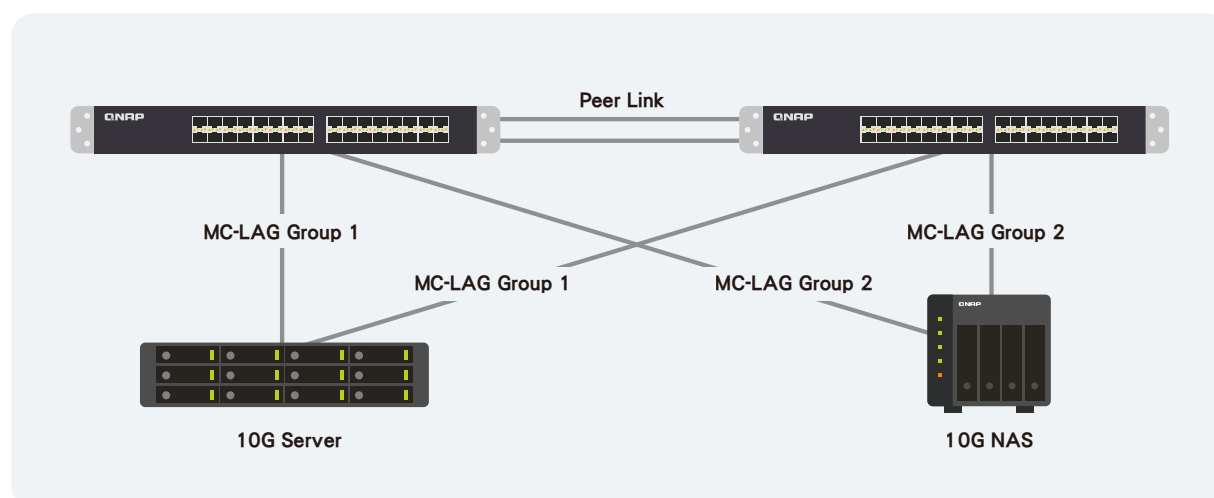 Peer Link
QNAP
QNAP
MC-LAG Group 1
MC-LAG Group 2
MC-LAG Group 1
MC-LAG Group 2
QNAP
10G Server
10G NAS